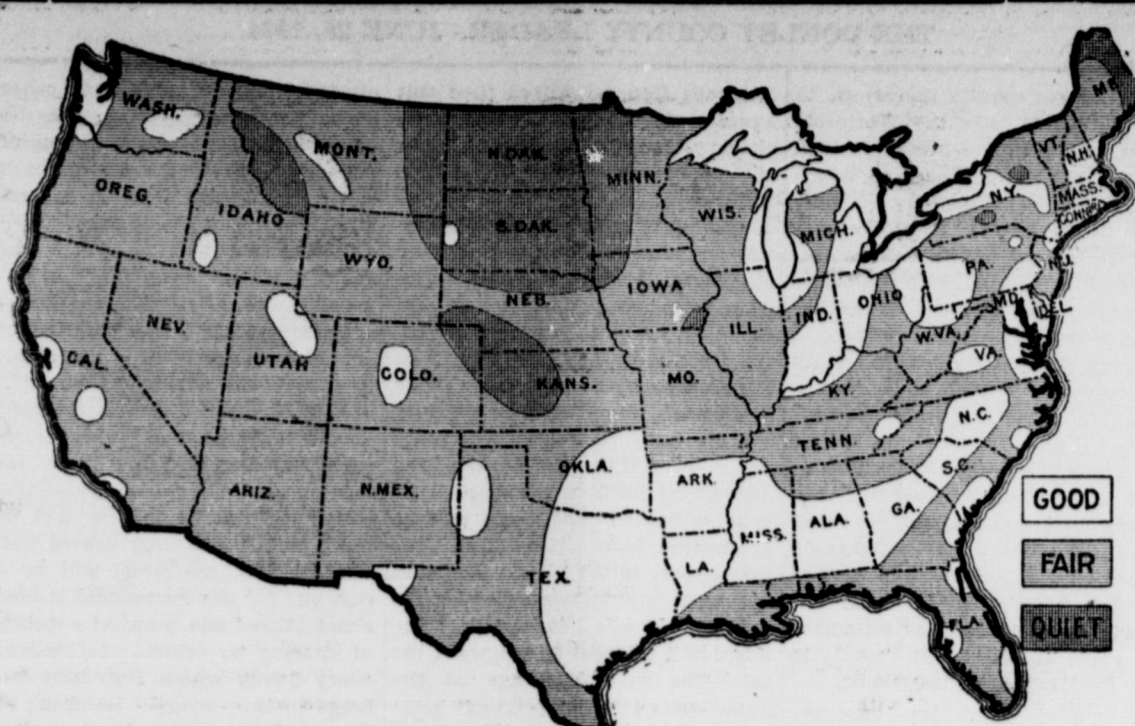 WASH.
MONT.
N.DAK.
MINN.
ME.
VT.
N.H.
OREG.
IDAHO
S.DAK.
WIS.
MICH.
N.Y.
MASS.
CONN.
WYO.
NEB.
IOWA
PA.
N.J.
NEV.
UTAH
COLO.
KANS.
MO.
ILL.
IND.
OHIO
MD.
DEL.
CAL.
W.VA.
VA.
KY.
ARIZ.
N.MEX.
OKLA.
ARK.
TENN.
N.C.
S.C.
TEX.
LA.
MISS.
ALA.
GA.
FLA.
GOOD
FAIR
QUIET